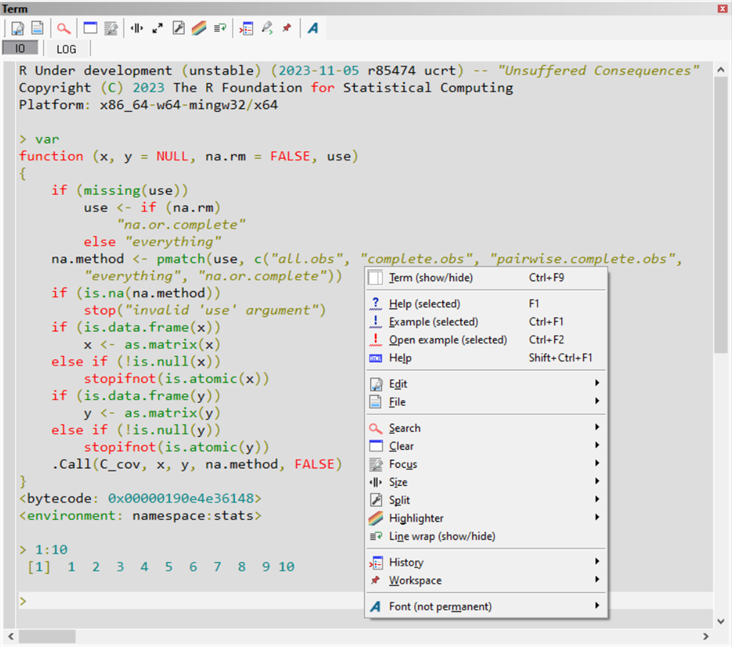 Term
IO LOG
R Under development (unstable) (2023-11-05 r85474 ucrt) -- "Unsuffered Consequences"
Copyright (C) 2023 The R Foundation for Statistical Computing
Platform: x86_64-w64-mingw32/x64
> var
function (x, y = NULL, na.rm = FALSE, use)
{
if (missing(use))
use <- if (na.rm)
"na.or.complete"
else "everything"
na.method <- pmatch(use, c("all.obs", "complete.obs", "pairwise.complete.obs",
"everything", "na.or.complete"))
if (is.na(na.method))
stop("invalid 'use' argument")
if (is.data.frame(x))
x <- as.matrix(x)
else if (!is.null(x))
stopifnot(is.atomic(x))
if (is.data.frame(y))
y <- as.matrix(y)
else if (!is.null(y))
stopifnot(is.atomic(y))
.Call(C_cov, x, y, na.method, FALSE)
}
<bytecode: 0x00000190e4e36148>
<environment: namespace:stats>
> 1:10
[1] 1 2 3 4 5 6 7 8 9 10
>
Term (show/hide) Ctrl+F9
Help (selected) F1
Example (selected) Ctrl+F1
Open example (selected) Ctrl+F2
Help Shift+Ctrl+F1
Edit
File
Search
Clear
Focus
Size
Split
Highlighter
Line wrap (show/hide)
History
Workspace
Font (not permanent)